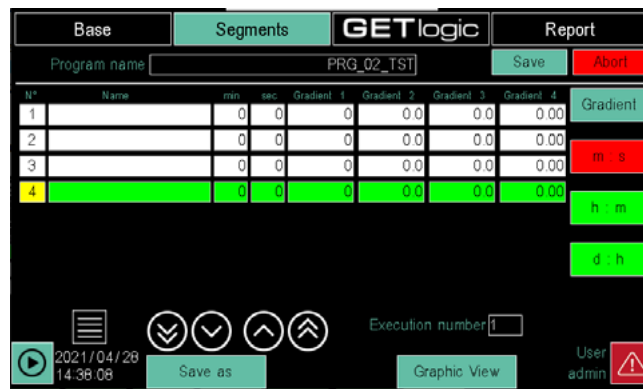 Base Segments GETlogic Report
Program name PRG_02_TST Save Abort
N° Name min sec Gradient 1 Gradient 2 Gradient 3 Gradient 4 Gradient
1 0 0 0 0.0 0.0 0.00
2 0 0 0 0.0 0.0 0.00
m : s
3 0 0 0 0.0 0.0 0.00
4 0 0 0 0.0 0.0 0.00
h : m
d : h
Execution number 1
2021/04/28
14:38:08
Save as Graphic View User
admin